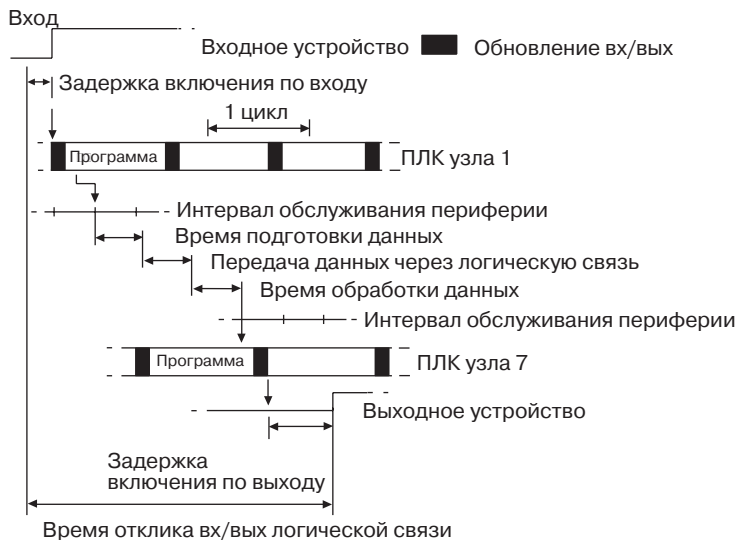 Вход
Входное устройство
Обновление вх/вых
Задержка включения по входу
1 цикл
Программа
ПЛК узла 1
Интервал обслуживания периферии
Время подготовки данных
Передача данных через логическую связь
Время обработки данных
Интервал обслуживания периферии
Программа
ПЛК узла 7
Выходное устройство
Задержка
включения по выходу
Время отклика вх/вых логической связи